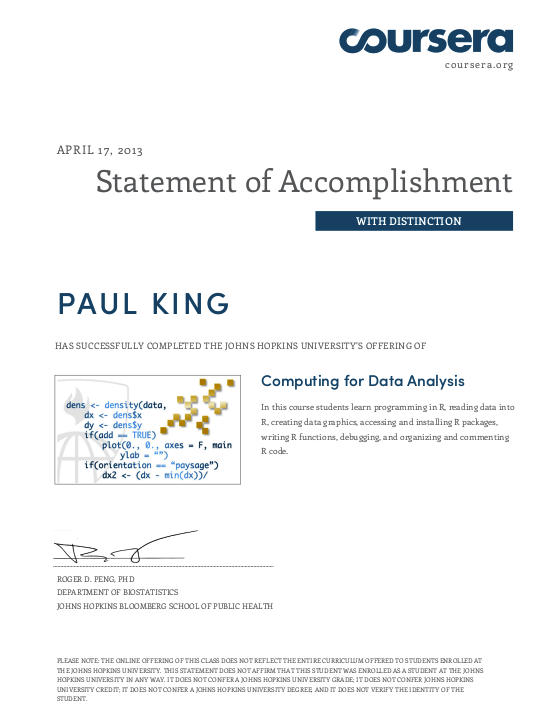 coursera
coursera.org
APRIL 17, 2013
Statement of Accomplishment
WITH DISTINCTION
PAUL KING
HAS SUCCESSFULLY COMPLETED THE JOHNS HOPKINS UNIVERSITY'S OFFERING OF
dens <- density(data,
dx <- dens$x
dy <- dens$y
if(add == TRUE)
plot(0., 0., axes = F, main
ylab = "")
if(orientation == "paysage")
dx2 <- (dx - min(dx))/
Computing for Data Analysis
In this course students learn programming in R, reading data into
R, creating data graphics, accessing and installing R packages,
writing R functions, debugging, and organizing and commenting
R code.
ROGER D. PENG, PHD
DEPARTMENT OF BIOSTATISTICS
JOHNS HOPKINS BLOOMBERG SCHOOL OF PUBLIC HEALTH
PLEASE NOTE: THE ONLINE OFFERING OF THIS CLASS DOES NOT REFLECT THE ENTIRE CURRICULUM OFFERED TO STUDENTS ENROLLED AT
THE JOHNS HOPKINS UNIVERSITY. THIS STATEMENT DOES NOT AFFIRM THAT THIS STUDENT WAS ENROLLED AS A STUDENT AT THE JOHNS
HOPKINS UNIVERSITY IN ANY WAY. IT DOES NOT CONFER A JOHNS HOPKINS UNIVERSITY GRADE; IT DOES NOT CONFER JOHNS HOPKINS
UNIVERSITY CREDIT; IT DOES NOT CONFER A JOHNS HOPKINS UNIVERSITY DEGREE; AND IT DOES NOT VERIFY THE IDENTITY OF THE
STUDENT.